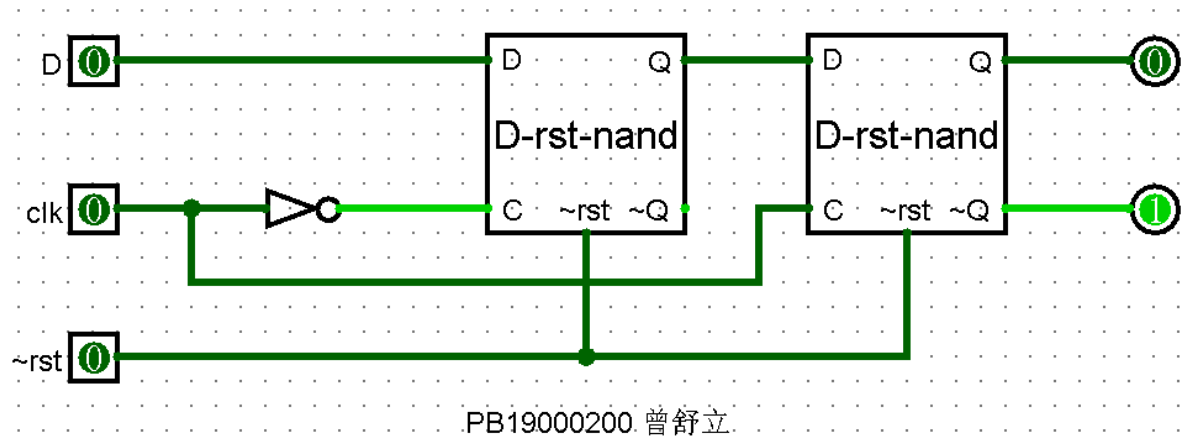 D 0 D Q D Q 0
D-rst-nand D-rst-nand
clk 0 C ~rst ~Q C ~rst ~Q 1
~rst 0
PB19000200 曾舒立